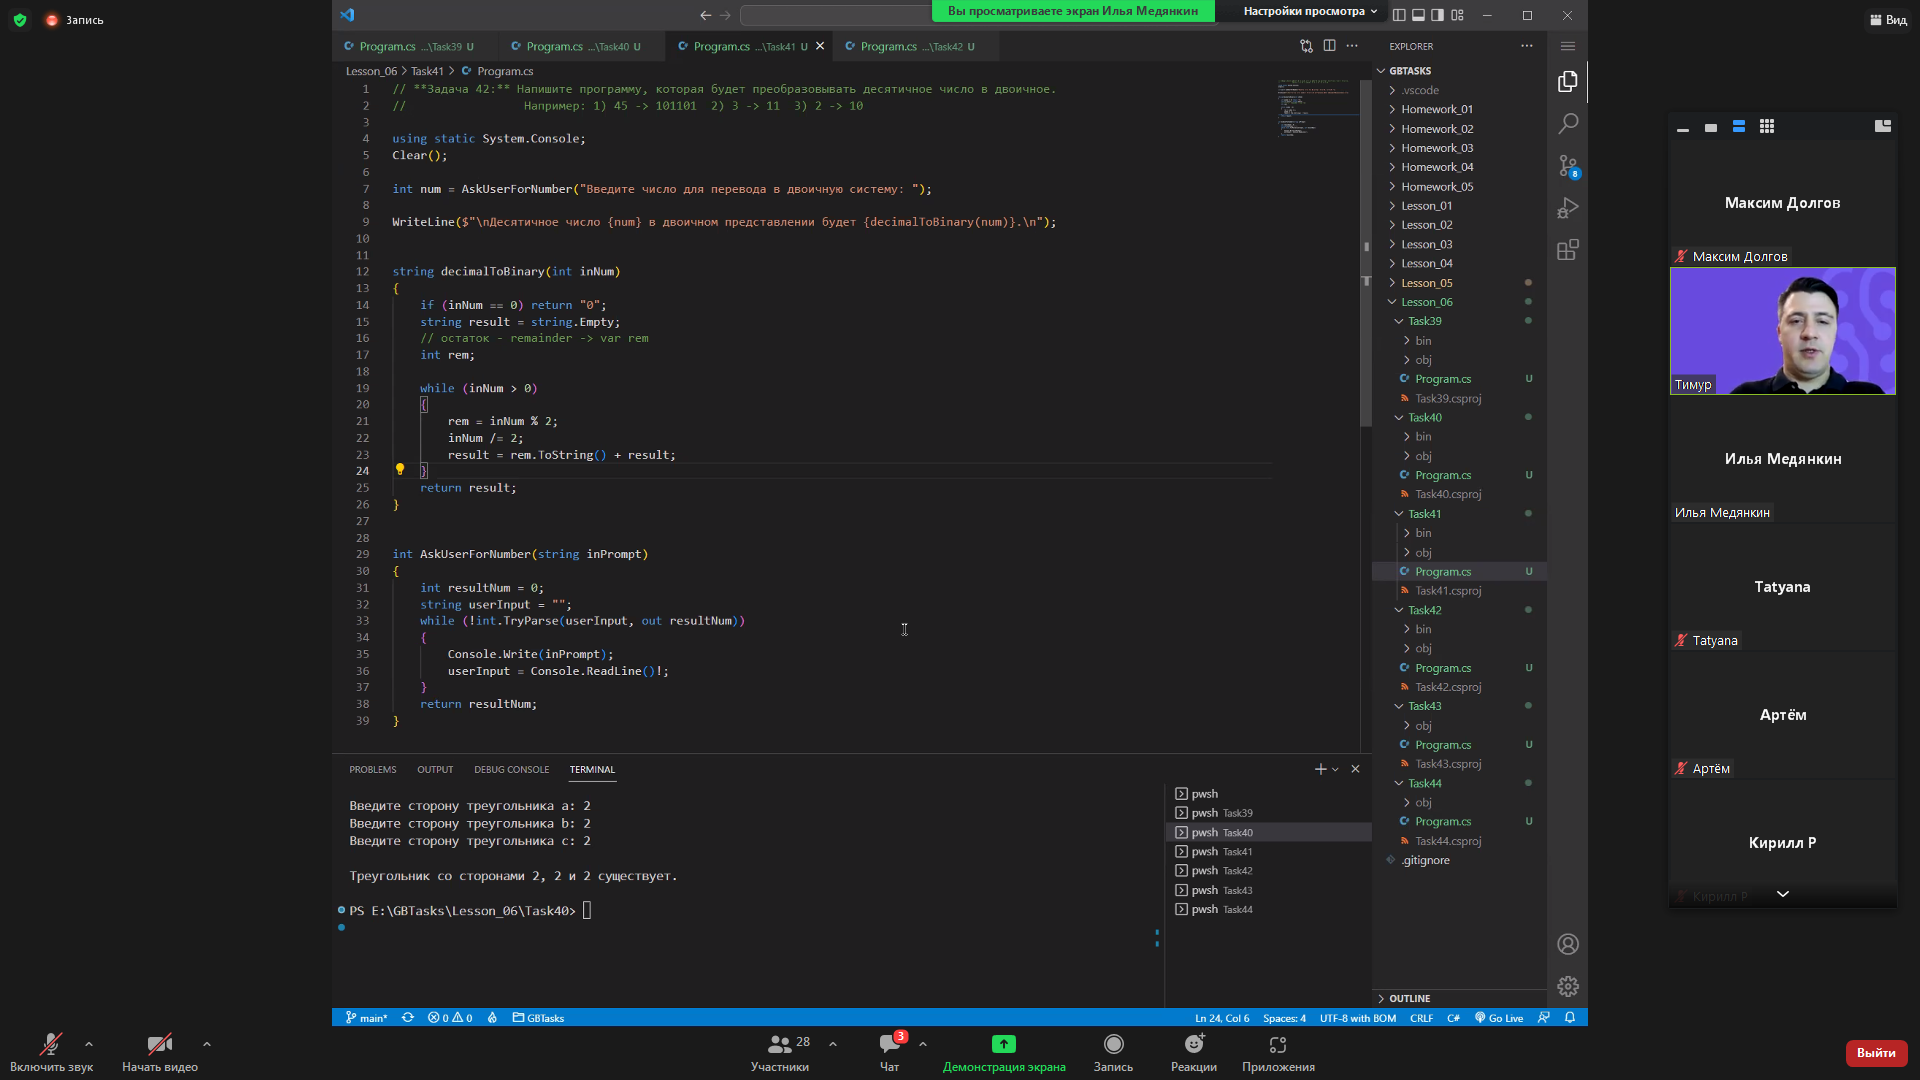 Запись
Вы просматриваете экран Илья Медянкин
Настройки просмотра
Вид
Program.cs ...\Task39 U
Program.cs ...\Task40 U
Program.cs ...\Task41 U
Program.cs ...\Task42 U
Lesson_06 > Task41 > Program.cs
1 // **Задача 42:** Напишите программу, которая будет преобразовывать десятичное число в двоичное.
2 // Например: 1) 45 -> 101101 2) 3 -> 11 3) 2 -> 10
3
4 using static System.Console;
5 Clear();
6
7 int num = AskUserForNumber("Введите число для перевода в двоичную систему: ");
8
9 WriteLine($"\nДесятичное число {num} в двоичном представлении будет {decimalToBinary(num)}.\n");
10
11
12 string decimalToBinary(int inNum)
13 {
14 if (inNum == 0) return "0";
15 string result = string.Empty;
16 // остаток - remainder -> var rem
17 int rem;
18
19 while (inNum > 0)
20 {
21 rem = inNum % 2;
22 inNum /= 2;
23 result = rem.ToString() + result;
24 }
25 return result;
26 }
27
28
29 int AskUserForNumber(string inPrompt)
30 {
31 int resultNum = 0;
32 string userInput = "";
33 while (!int.TryParse(userInput, out resultNum))
34 {
35 Console.Write(inPrompt);
36 userInput = Console.ReadLine()!;
37 }
38 return resultNum;
39 }
PROBLEMS OUTPUT DEBUG CONSOLE TERMINAL
Введите сторону треугольника a: 2
Введите сторону треугольника b: 2
Введите сторону треугольника c: 2
Треугольник со сторонами 2, 2 и 2 существует.
PS E:\GBTasks\Lesson_06\Task40>
pwsh
pwsh Task39
pwsh Task40
pwsh Task41
pwsh Task42
pwsh Task43
pwsh Task44
EXPLORER
GBTASKS
.vscode
Homework_01
Homework_02
Homework_03
Homework_04
Homework_05
Lesson_01
Lesson_02
Lesson_03
Lesson_04
Lesson_05
Lesson_06
Task39
bin
obj
Program.cs U
Task39.csproj
Task40
bin
obj
Program.cs U
Task40.csproj
Task41
bin
obj
Program.cs U
Task41.csproj
Task42
bin
obj
Program.cs U
Task42.csproj
Task43
obj
Program.cs U
Task43.csproj
Task44
obj
Program.cs U
Task44.csproj
.gitignore
OUTLINE
8
main* 0 0 GBTasks
Ln 24, Col 6 Spaces: 4 UTF-8 with BOM CRLF C# Go Live
Максим Долгов
Максим Долгов
Тимур
Илья Медянкин
Илья Медянкин
Tatyana
Tatyana
Артём
Артём
Кирилл Р
Кирилл Р
Включить звук
Начать видео
28
Участники
3
Чат
Демонстрация экрана
Запись
Реакции
Приложения
Выйти